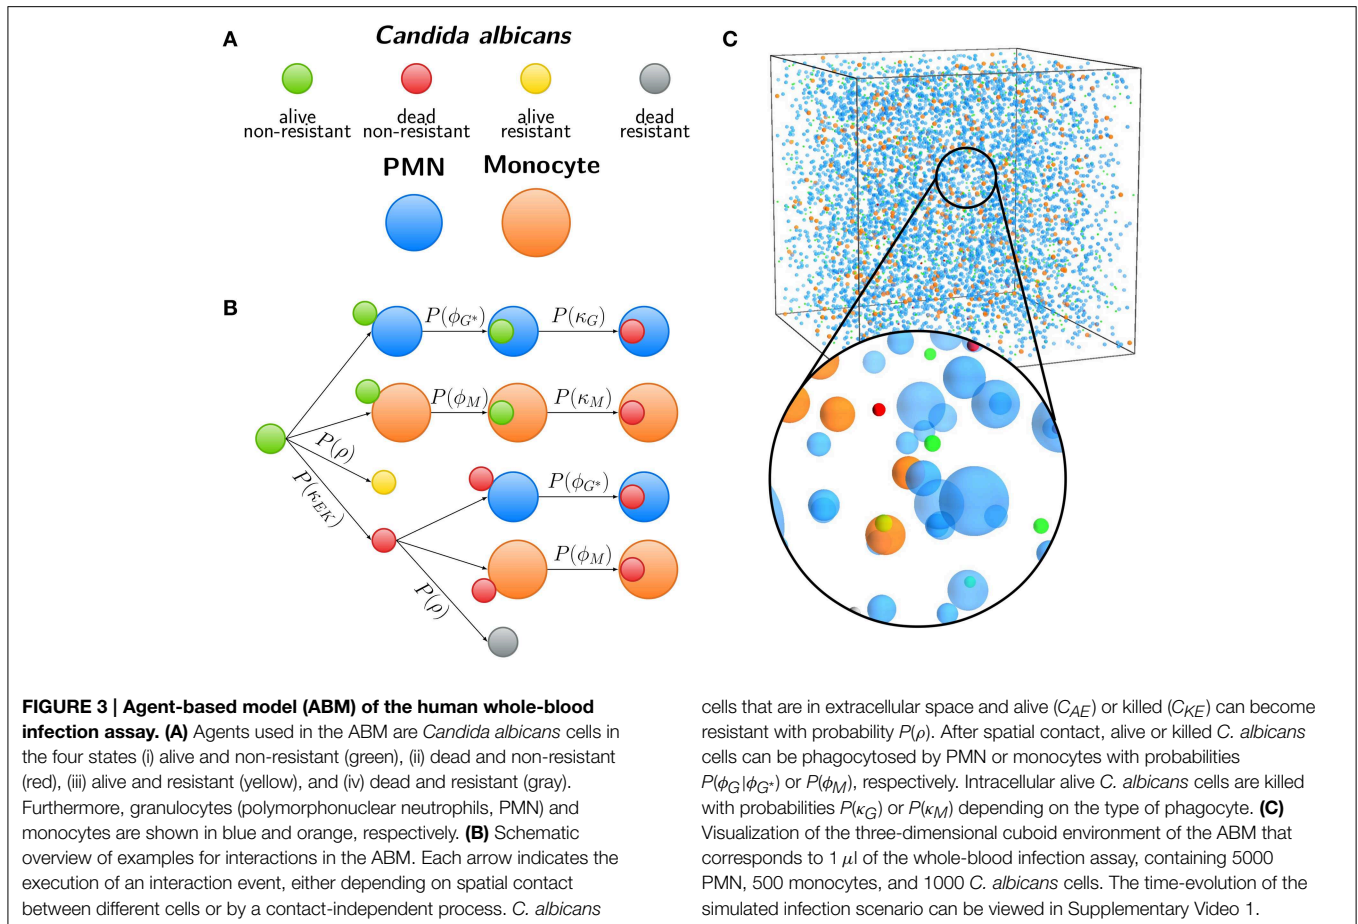 A
Candida albicans
alive
non-resistant
dead
non-resistant
alive
resistant
dead
resistant
PMN
Monocyte
B
P(ϕG*)
P(κG)
P(ϕM)
P(κM)
P(ρ)
P(κEK)
P(ϕG*)
P(ϕM)
P(ρ)
C
FIGURE 3 | Agent-based model (ABM) of the human whole-blood
infection assay. (A) Agents used in the ABM are Candida albicans cells in
the four states (i) alive and non-resistant (green), (ii) dead and non-resistant
(red), (iii) alive and resistant (yellow), and (iv) dead and resistant (gray).
Furthermore, granulocytes (polymorphonuclear neutrophils, PMN) and
monocytes are shown in blue and orange, respectively. (B) Schematic
overview of examples for interactions in the ABM. Each arrow indicates the
execution of an interaction event, either depending on spatial contact
between different cells or by a contact-independent process. C. albicans
cells that are in extracellular space and alive (CAE) or killed (CKE) can become
resistant with probability P(ρ). After spatial contact, alive or killed C. albicans
cells can be phagocytosed by PMN or monocytes with probabilities
P(ϕG|ϕG*) or P(ϕM), respectively. Intracellular alive C. albicans cells are killed
with probabilities P(κG) or P(κM) depending on the type of phagocyte. (C)
Visualization of the three-dimensional cuboid environment of the ABM that
corresponds to 1 μl of the whole-blood infection assay, containing 5000
PMN, 500 monocytes, and 1000 C. albicans cells. The time-evolution of the
simulated infection scenario can be viewed in Supplementary Video 1.